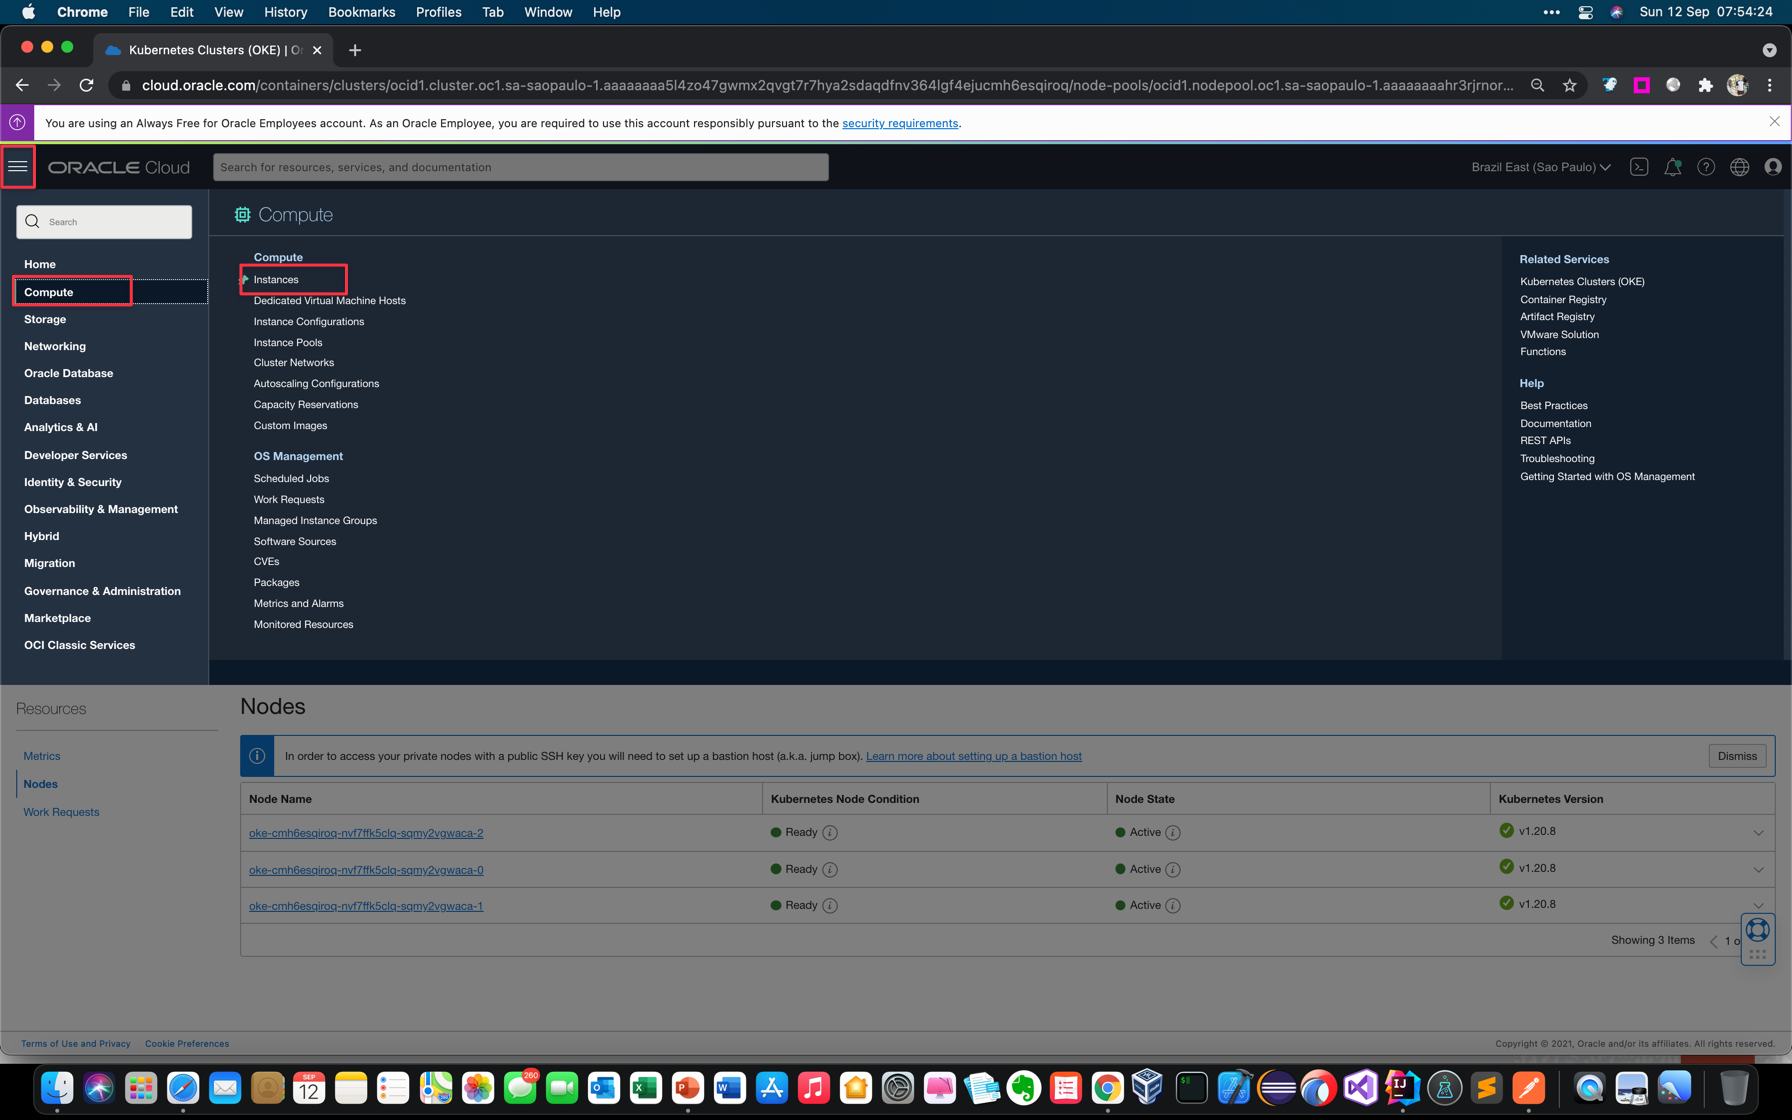 Chrome File Edit View History Bookmarks Profiles Tab Window Help Sun 12 Sep 07:54:24
Kubernetes Clusters (OKE) | O
cloud.oracle.com/containers/clusters/ocid1.cluster.oc1.sa-saopaulo-1.aaaaaaaa5l4zo47gwmx2qvgt7r7hya2sdaqdfnv364lgf4ejucmh6esqiroq/node-pools/ocid1.nodepool.oc1.sa-saopaulo-1.aaaaaaaahr3rjrnor...
You are using an Always Free for Oracle Employees account. As an Oracle Employee, you are required to use this account responsibly pursuant to the security requirements.
ORACLE Cloud
Search for resources, services, and documentation
Brazil East (Sao Paulo)
Search
Home
Compute
Storage
Networking
Oracle Database
Databases
Analytics & AI
Developer Services
Identity & Security
Observability & Management
Hybrid
Migration
Governance & Administration
Marketplace
OCI Classic Services
Compute
Compute
Instances
Dedicated Virtual Machine Hosts
Instance Configurations
Instance Pools
Cluster Networks
Autoscaling Configurations
Capacity Reservations
Custom Images
OS Management
Scheduled Jobs
Work Requests
Managed Instance Groups
Software Sources
CVEs
Packages
Metrics and Alarms
Monitored Resources
Related Services
Kubernetes Clusters (OKE)
Container Registry
Artifact Registry
VMware Solution
Functions
Help
Best Practices
Documentation
REST APIs
Troubleshooting
Getting Started with OS Management
Resources
Metrics
Nodes
Work Requests
Nodes
In order to access your private nodes with a public SSH key you will need to set up a bastion host (a.k.a. jump box). Learn more about setting up a bastion host
Dismiss
Node Name Kubernetes Node Condition Node State Kubernetes Version
oke-cmh6esqiroq-nvf7ffk5clq-sqmy2vgwaca-2 Ready Active v1.20.8
oke-cmh6esqiroq-nvf7ffk5clq-sqmy2vgwaca-0 Ready Active v1.20.8
oke-cmh6esqiroq-nvf7ffk5clq-sqmy2vgwaca-1 Ready Active v1.20.8
Showing 3 Items 1 o
Terms of Use and Privacy Cookie Preferences
Copyright © 2021, Oracle and/or its affiliates. All rights reserved.
SEP
12
260